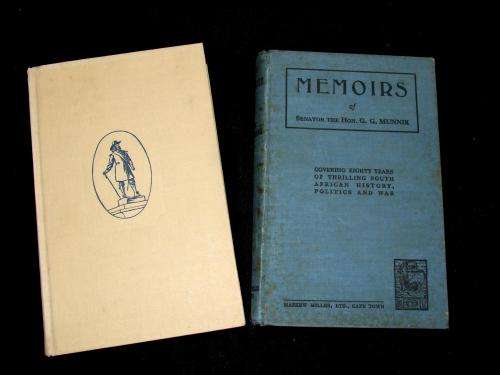 MEMOIRS
of
SENATOR THE HON. G. G. MUNNIK
COVERING EIGHTY YEARS
OF THRILLING SOUTH
AFRICAN HISTORY,
POLITICS AND WAR
MASKEW MILLER, LTD., CAPE TOWN